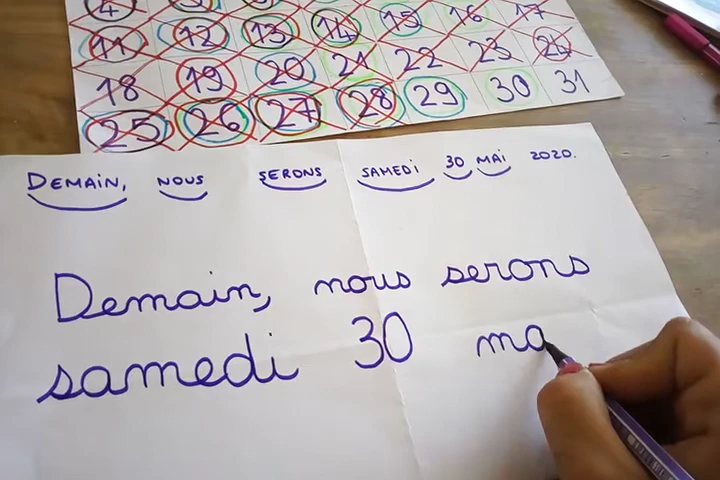 4
11 12 13 14 15 16 17
18 19 20 21 22 23 24
25 26 27 28 29 30 31
DEMAIN, NOUS SERONS SAMEDI 30 MAI 2020.
Demain, nous serons
samedi 30 ma